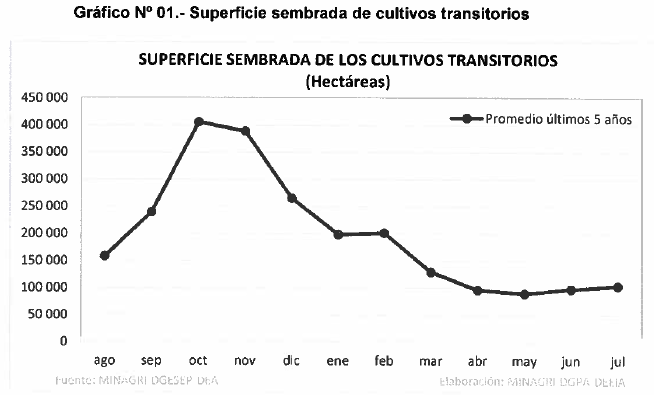 Gráfico Nº 01.- Superficie sembrada de cultivos transitorios
SUPERFICIE SEMBRADA DE LOS CULTIVOS TRANSITORIOS
(Hectáreas)
450 000
400 000
350 000
300 000
250 000
200 000
150 000
100 000
50 000
0
Promedio últimos 5 años
ago sep oct nov dic ene feb mar abr may jun jul
Fuente: MINAGRI DGESEP DEA
Elaboración: MINAGRI DGPA DEEIA